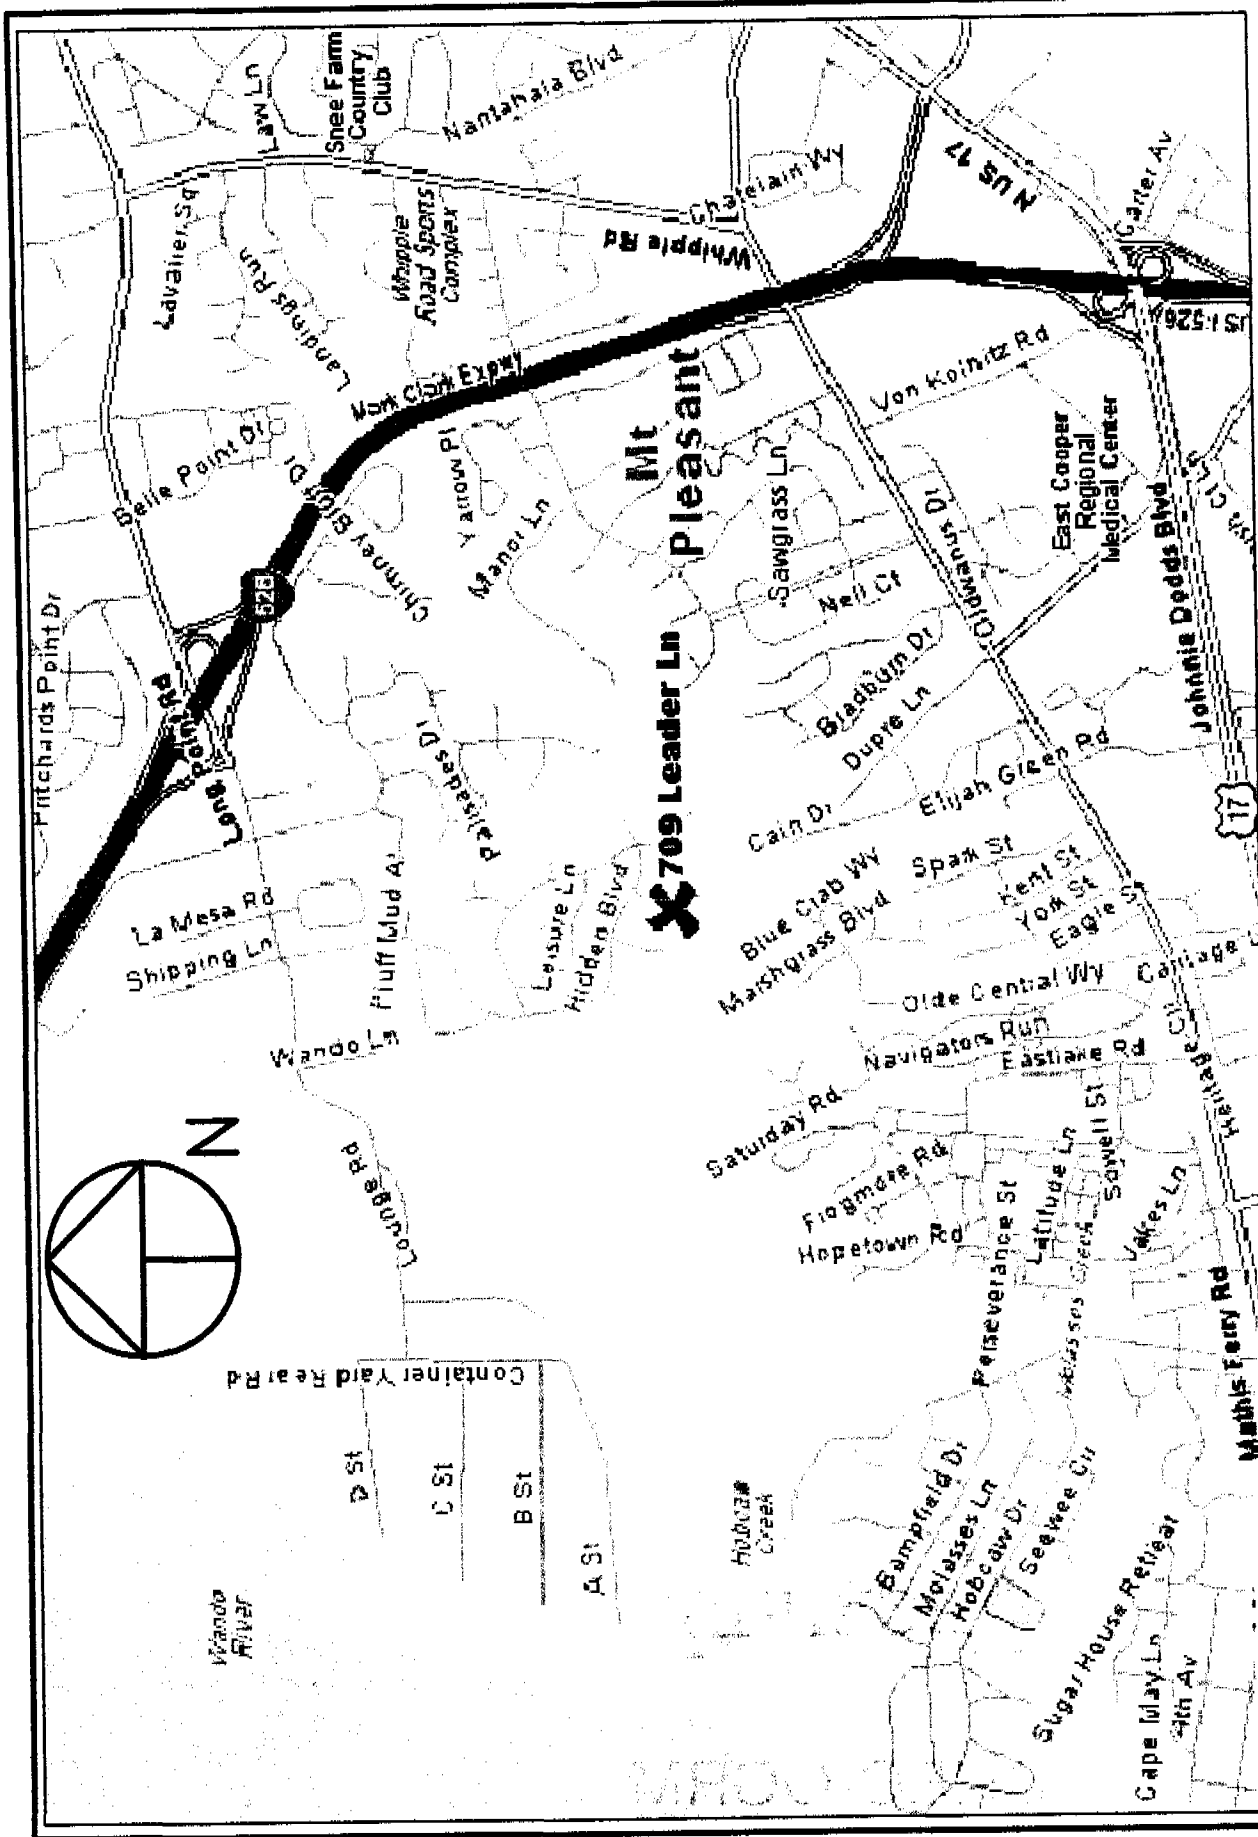 Pritchards Point Dr
Long Point Rd
526
Belle Point Dr
Lavalier Sq
Law Ln
Landings Run
Snee Farm
Country
Club
Whipple
Road Sports
Complex
Nantahala Blvd
Mark Clark Expwy
Yarrow Pl
Manor Ln
Palisades Dr
Pluff Mud Al
La Mesa Rd
Shipping Ln
Wando Ln
Leisure Ln
Hidden Blvd
N
Lounge Rd
Container Yard Rear Rd
D St
C St
B St
A St
Wando
River
Hobcaw
Creek
709 Leader Ln
Mt
Pleasant
Whipple Rd
Chatelain Wy
N US 17
Carter Av
Von Kolnitz Rd
Sawgrass Ln
Nell Ct
Oldwanus Dr
East Cooper
Regional
Medical Center
Bradburn Dr
Dupre Ln
Cain Dr
Elijah Green Rd
Johnnie Dodds Blvd
17
Blue Crab Wy
Marshgrass Blvd
Spark St
Kent St
York St
Eagle St
Olde Central Wy
Navigators Run
Eastlake Rd
Saturday Rd
Frogmore Rd
Hopetown Rd
Perseverance St
Latitude Ln
Sowell St
Jakes Ln
Molasses Creek
Heritage Cir
Mathis Ferry Rd
Bampfield Dr
Molasses Ln
Hobcaw Dr
Seewee Cir
Sugar House Retreat
Cape May Ln
4th Av